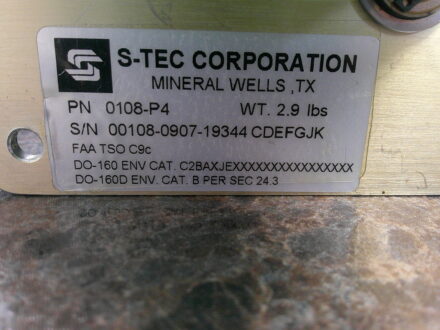 S-TEC CORPORATION
MINERAL WELLS ,TX
PN 0108-P4 WT. 2.9 lbs
S/N 00108-0907-19344 CDEFGJK
FAA TSO C9c
DO-160 ENV CAT. C2BAXJEXXXXXXXXXXXXXXXXX
DO-160D ENV. CAT. B PER SEC 24.3